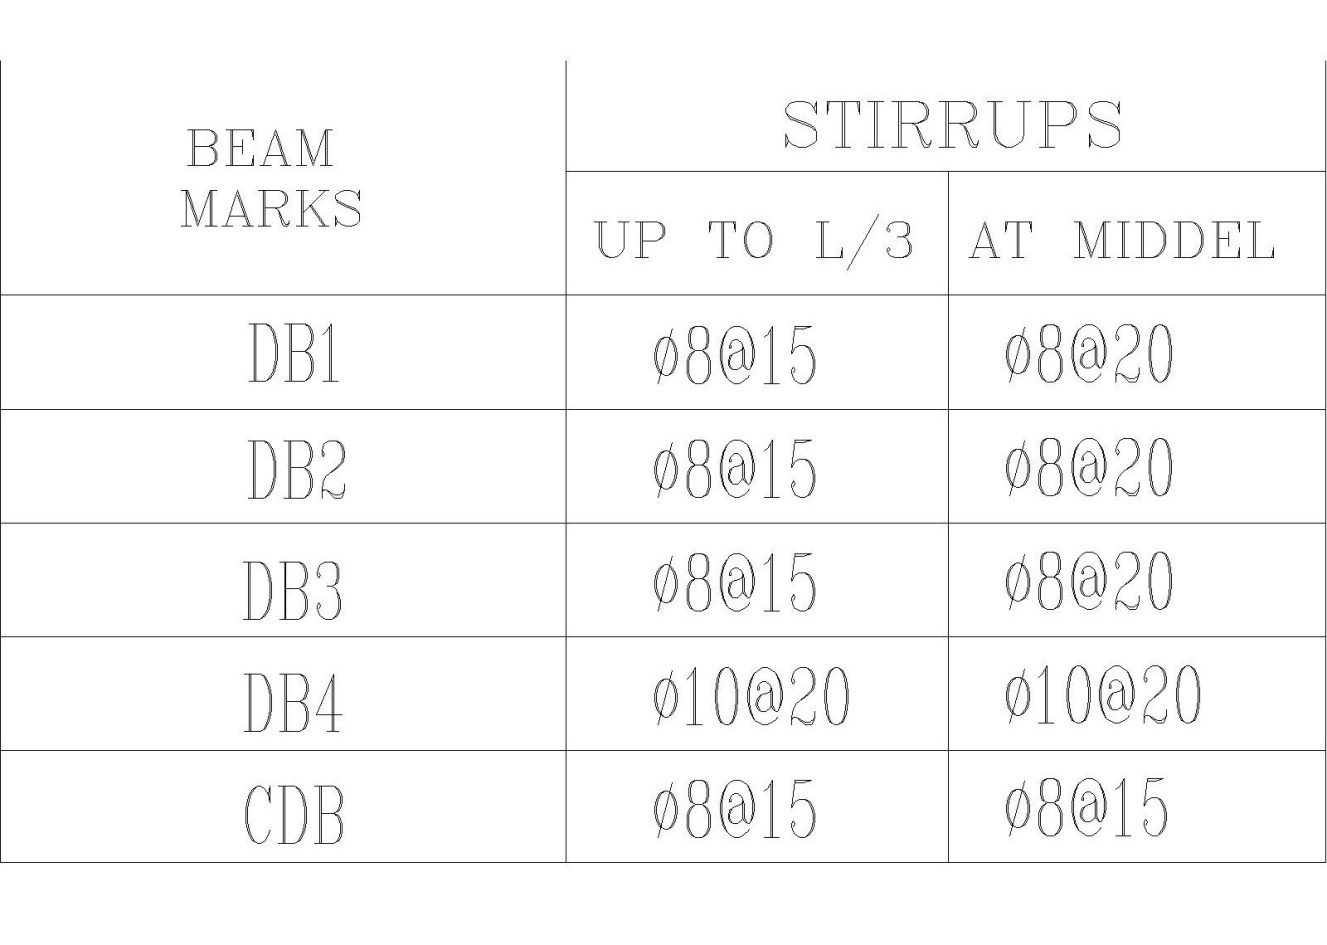 BEAM
MARKS
STIRRUPS
UP TO L/3 AT MIDDEL
DB1 ø8@15 ø8@20
DB2 ø8@15 ø8@20
DB3 ø8@15 ø8@20
DB4 ø10@20 ø10@20
CDB ø8@15 ø8@15